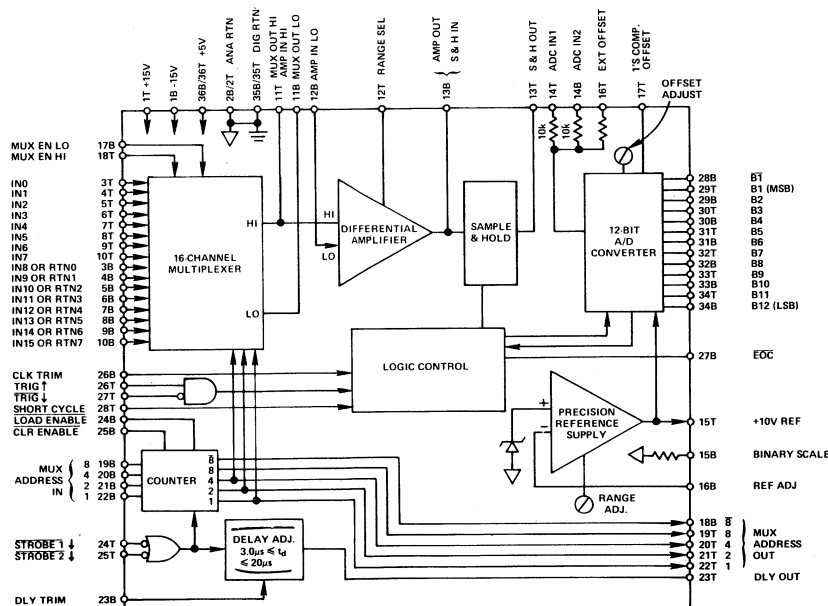 1T +15V
1B -15V
36B/36T +5V
2B/2T ANA RTN
35B/35T DIG RTN
11T MUX OUT HI
AMP IN HI
11B MUX OUT LO
12B AMP IN LO
12T RANGE SEL
13B { AMP OUT
S & H IN
13T S & H OUT
14T ADC IN1
14B ADC IN2
16T EXT OFFSET
17T 1'S COMP.
OFFSET
OFFSET
ADJUST
10k
10k
MUX EN LO 17B
MUX EN HI 18T
IN0 3T
IN1 4T
IN2 5T
IN3 6T
IN4 7T
IN5 8T
IN6 9T
IN7 10T
IN8 OR RTN0 3B
IN9 OR RTN1 4B
IN10 OR RTN2 5B
IN11 OR RTN3 6B
IN12 OR RTN4 7B
IN13 OR RTN5 8B
IN14 OR RTN6 9B
IN15 OR RTN7 10B
16-CHANNEL
MULTIPLEXER
HI
LO
HI
LO
DIFFERENTIAL
AMPLIFIER
SAMPLE
& HOLD
12-BIT
A/D
CONVERTER
28B B1
29T B1 (MSB)
29B B2
30T B3
30B B4
31T B5
31B B6
32T B7
32B B8
33T B9
33B B10
34T B11
34B B12 (LSB)
27B EOC
LOGIC CONTROL
CLK TRIM 26B
TRIG ↑ 26T
TRIG ↓ 27T
SHORT CYCLE 28T
LOAD ENABLE 24B
CLR ENABLE 25B
+
−
PRECISION
REFERENCE
SUPPLY
15T +10V REF
15B BINARY SCALE
16B REF ADJ
RANGE
ADJ.
MUX
ADDRESS
IN
8 19B
4 20B
2 21B
1 22B
COUNTER
8
8
4
2
1
18B 8
19T 8
20T 4
21T 2
22T 1
MUX
ADDRESS
OUT
23T DLY OUT
STROBE 1 ↓ 24T
STROBE 2 ↓ 25T
DELAY ADJ.
3.0μs ≤ td
≤ 20μs
DLY TRIM 23B